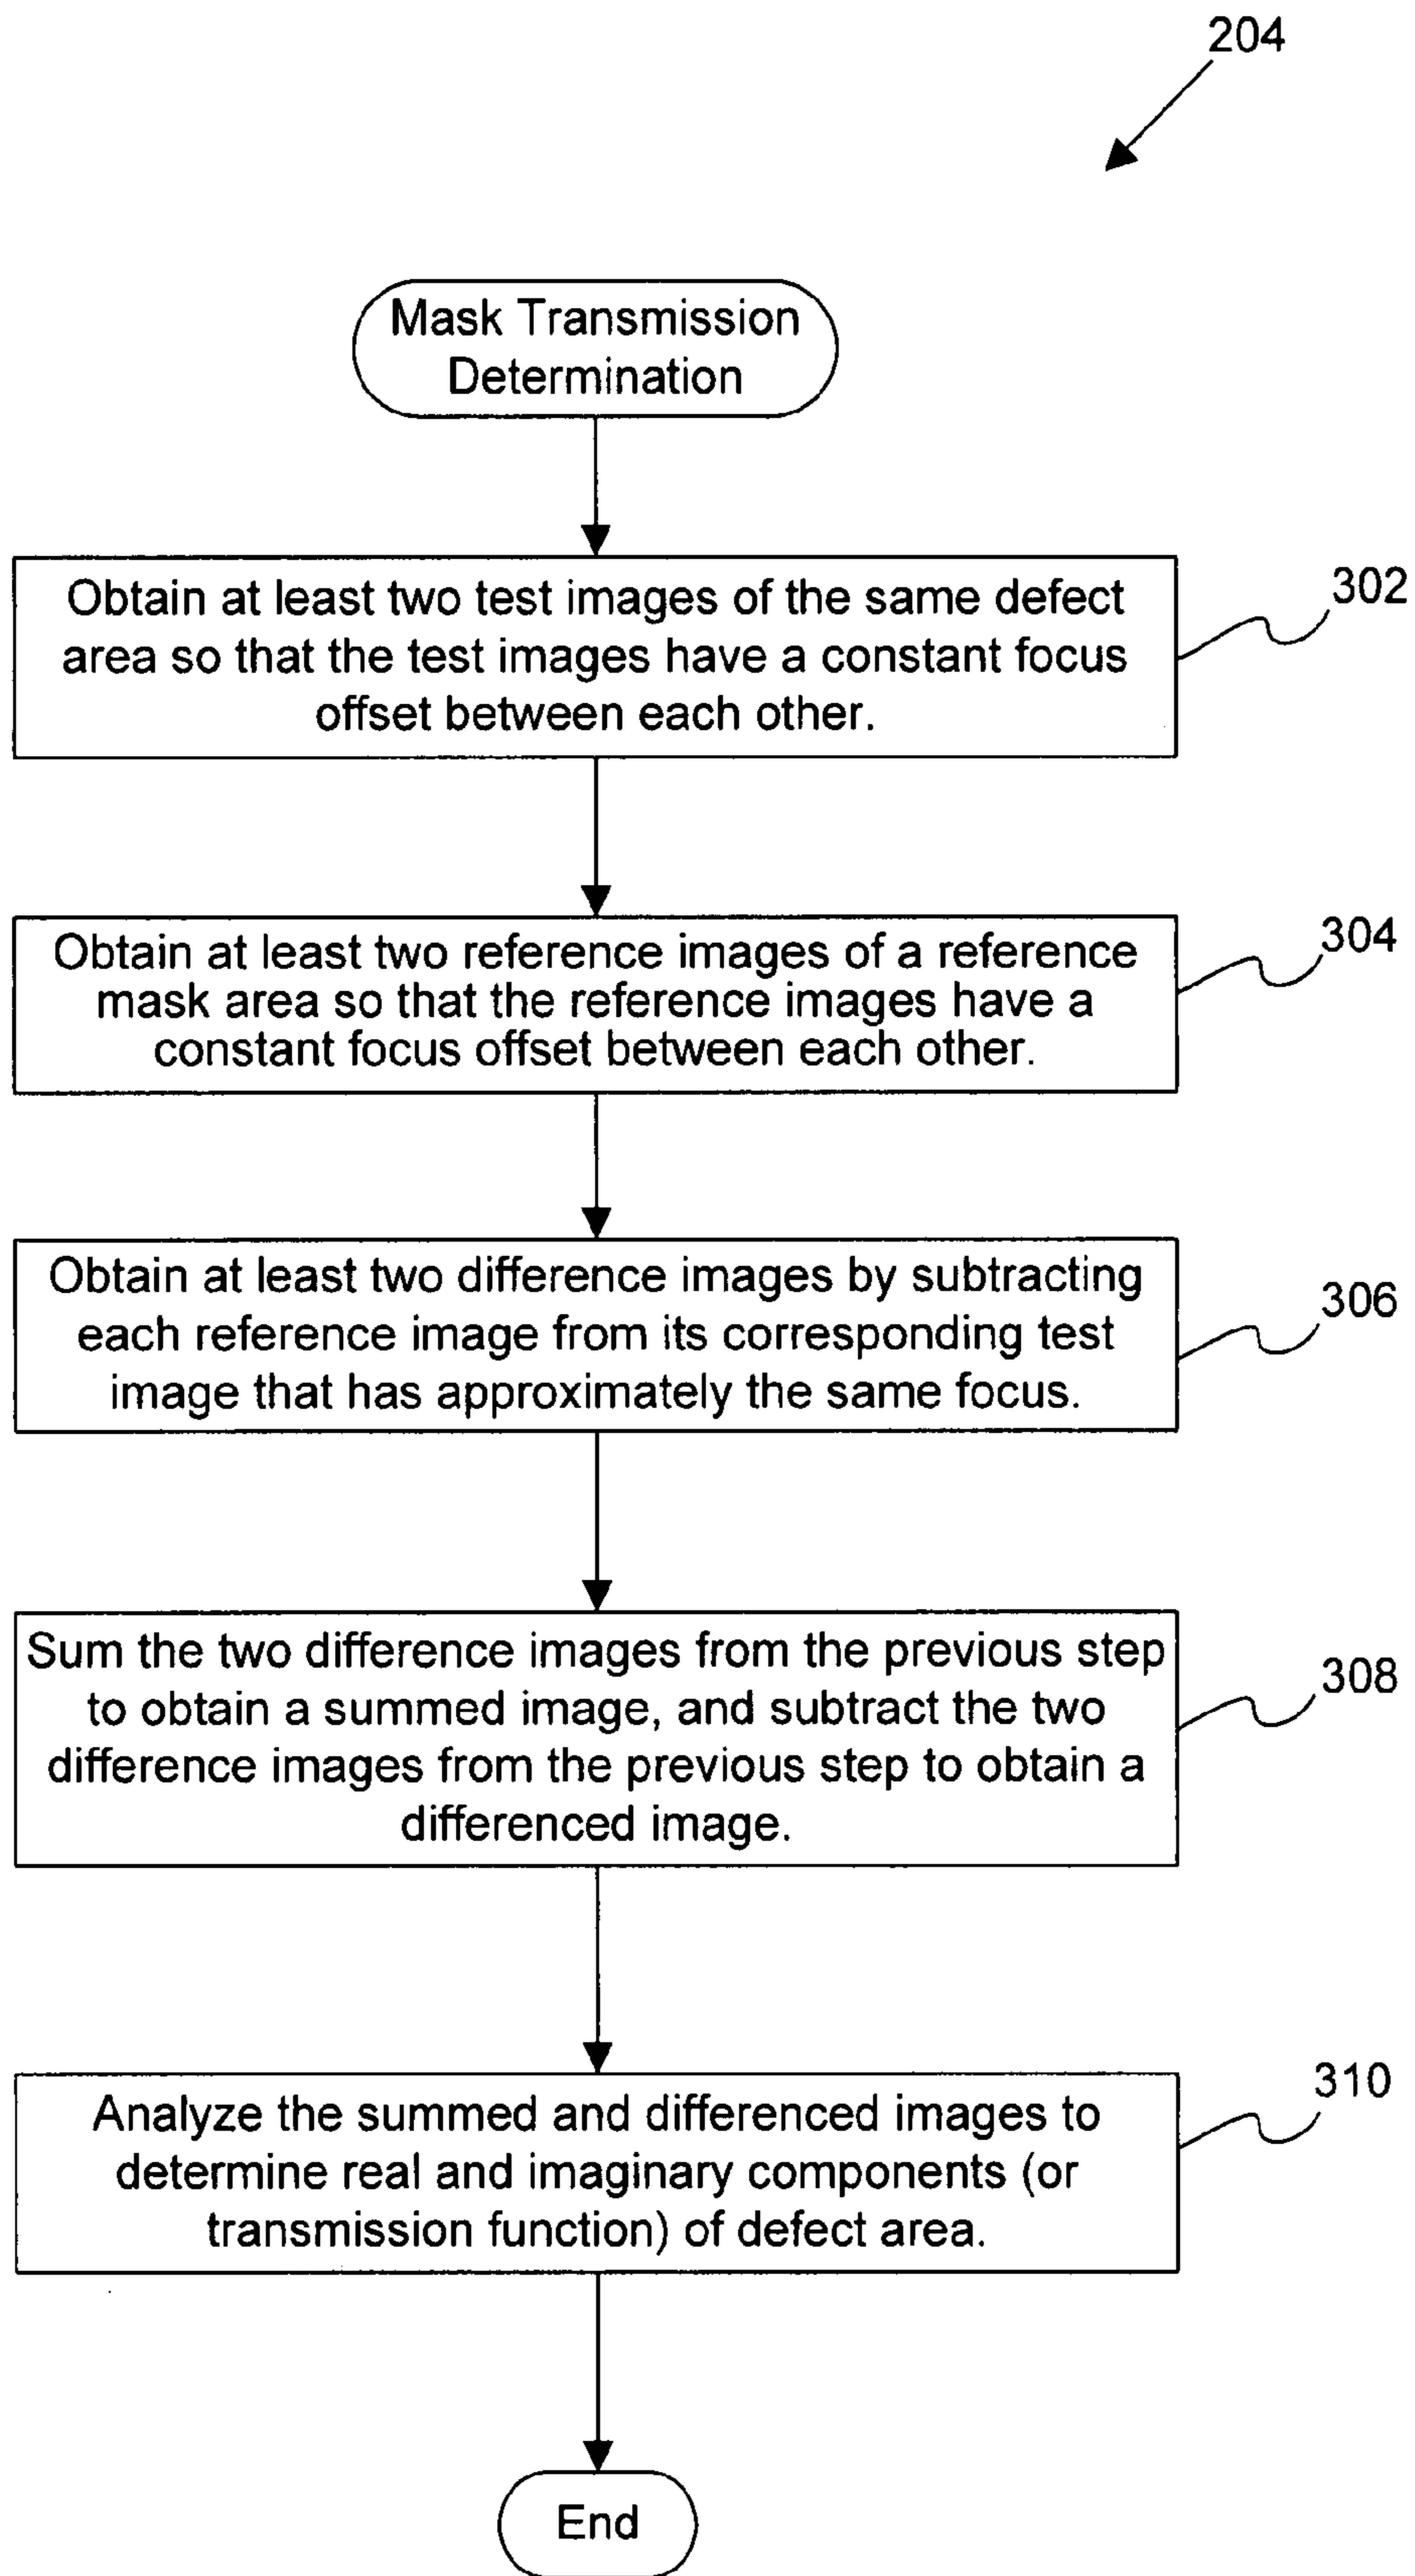 204
Mask Transmission
Determination
Obtain at least two test images of the same defect
area so that the test images have a constant focus
offset between each other.
302
Obtain at least two reference images of a reference
mask area so that the reference images have a
constant focus offset between each other.
304
Obtain at least two difference images by subtracting
each reference image from its corresponding test
image that has approximately the same focus.
306
Sum the two difference images from the previous step
to obtain a summed image, and subtract the two
difference images from the previous step to obtain a
differenced image.
308
Analyze the summed and differenced images to
determine real and imaginary components (or
transmission function) of defect area.
310
End